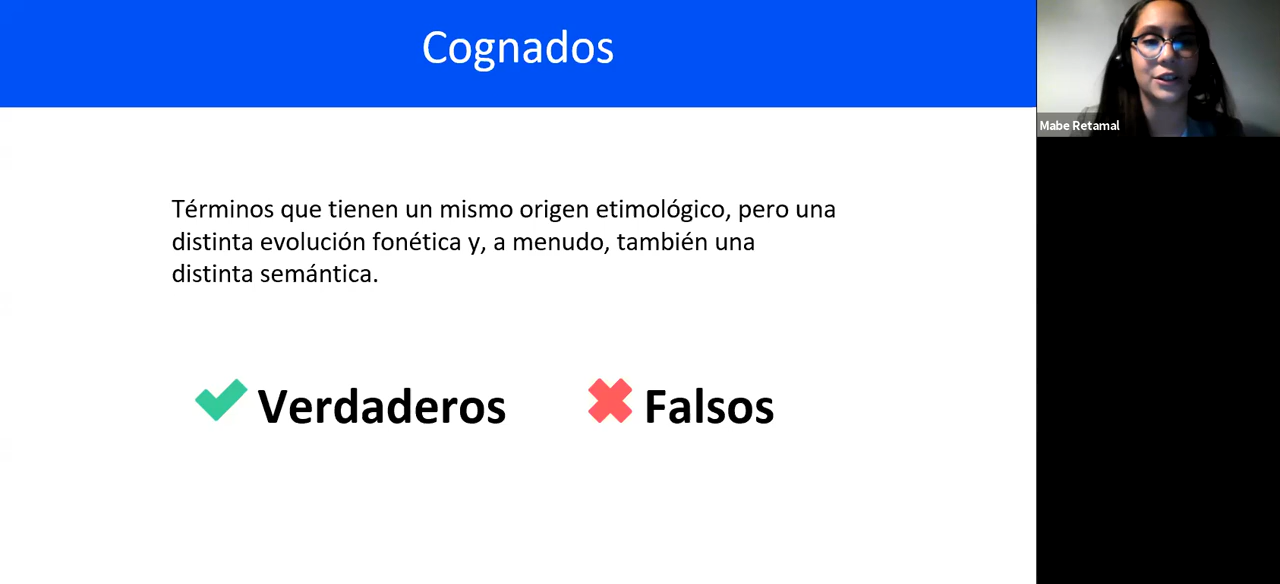 Cognados
Mabe Retamal
Términos que tienen un mismo origen etimológico, pero una
distinta evolución fonética y, a menudo, también una
distinta semántica.
Verdaderos
Falsos